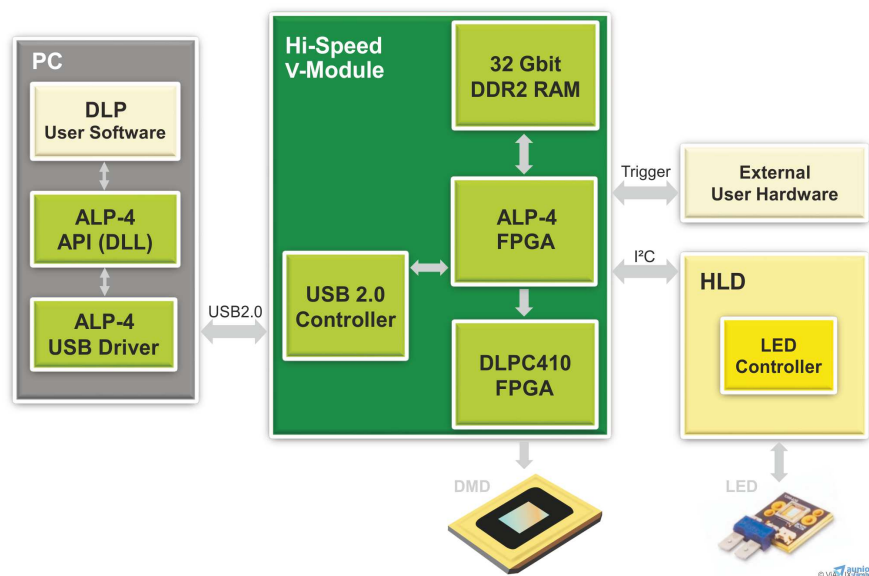 PC
DLP
User Software
ALP-4
API (DLL)
ALP-4
USB Driver
USB2.0
Hi-Speed
V-Module
32 Gbit
DDR2 RAM
ALP-4
FPGA
USB 2.0
Controller
DLPC410
FPGA
Trigger
External
User Hardware
I²C
HLD
LED
Controller
DMD
LED